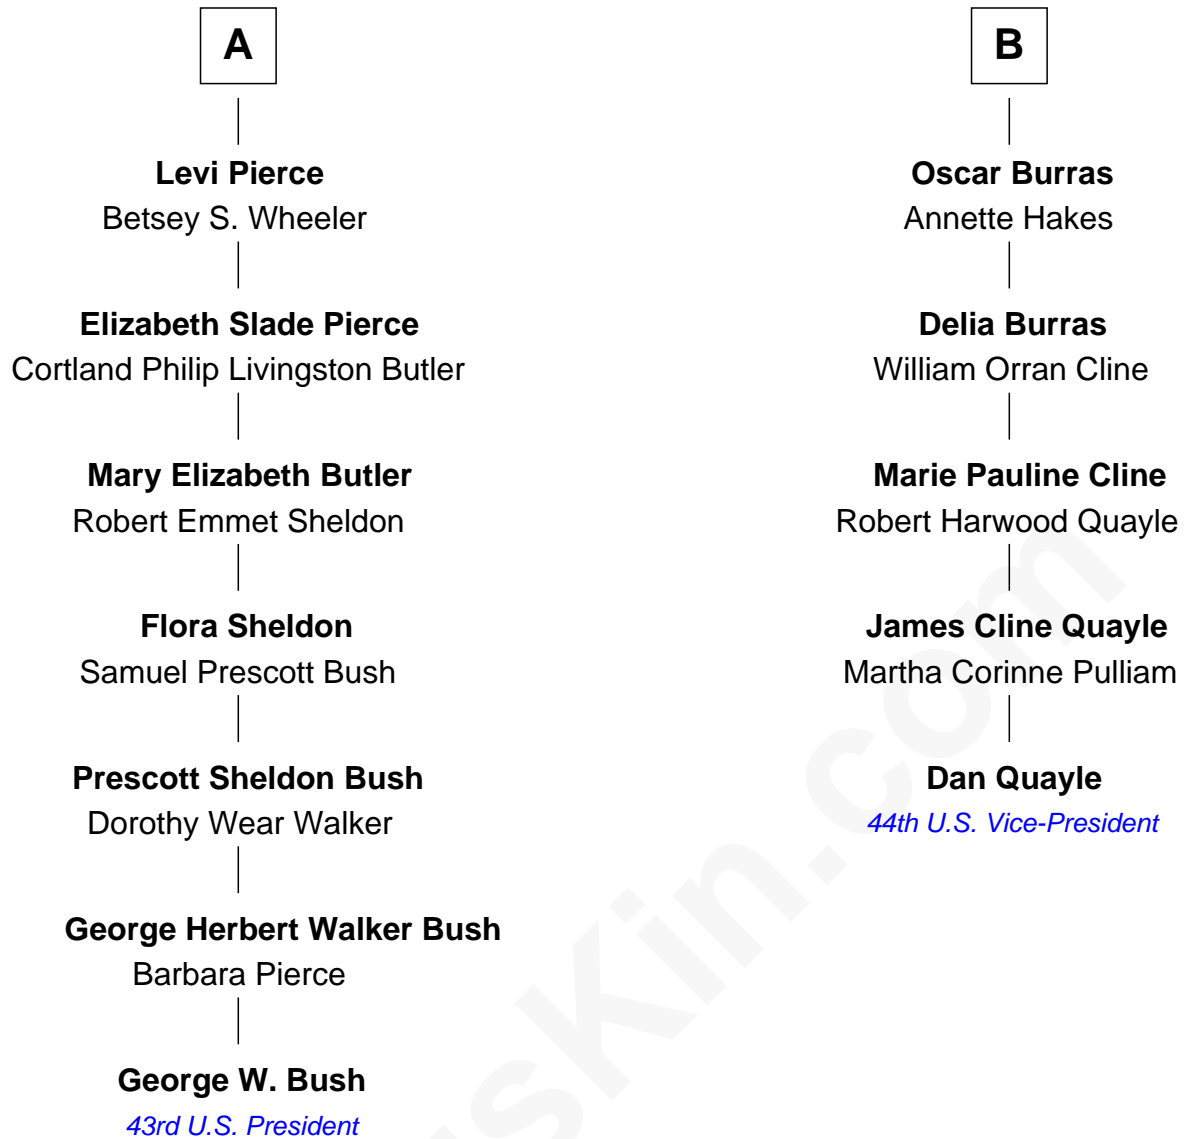 A
Levi Pierce
Betsey S. Wheeler
Elizabeth Slade Pierce
Cortland Philip Livingston Butler
Mary Elizabeth Butler
Robert Emmet Sheldon
Flora Sheldon
Samuel Prescott Bush
Prescott Sheldon Bush
Dorothy Wear Walker
George Herbert Walker Bush
Barbara Pierce
George W. Bush
43rd U.S. President
B
Oscar Burras
Annette Hakes
Delia Burras
William Orran Cline
Marie Pauline Cline
Robert Harwood Quayle
James Cline Quayle
Martha Corinne Pulliam
Dan Quayle
44th U.S. Vice-President